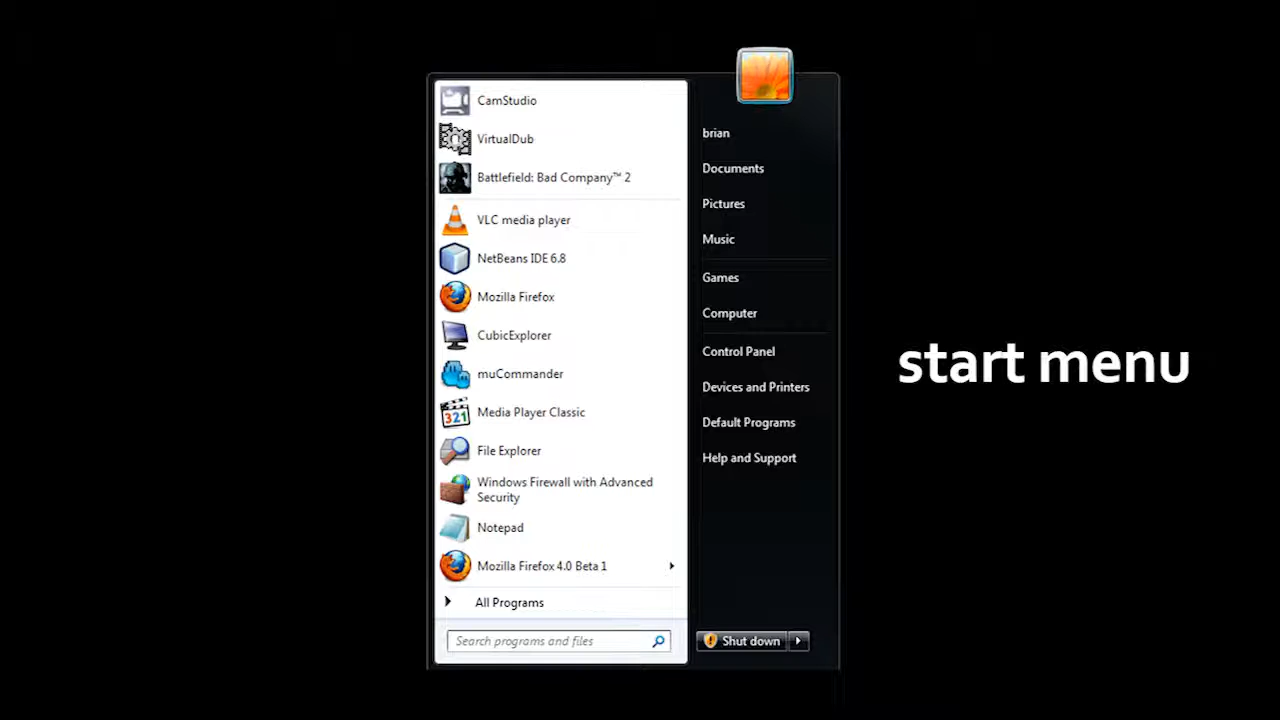 CamStudio
VirtualDub
Battlefield: Bad Company™ 2
VLC media player
NetBeans IDE 6.8
Mozilla Firefox
CubicExplorer
muCommander
Media Player Classic
File Explorer
Windows Firewall with Advanced
Security
Notepad
Mozilla Firefox 4.0 Beta 1
All Programs
Search programs and files
brian
Documents
Pictures
Music
Games
Computer
Control Panel
Devices and Printers
Default Programs
Help and Support
Shut down
start menu